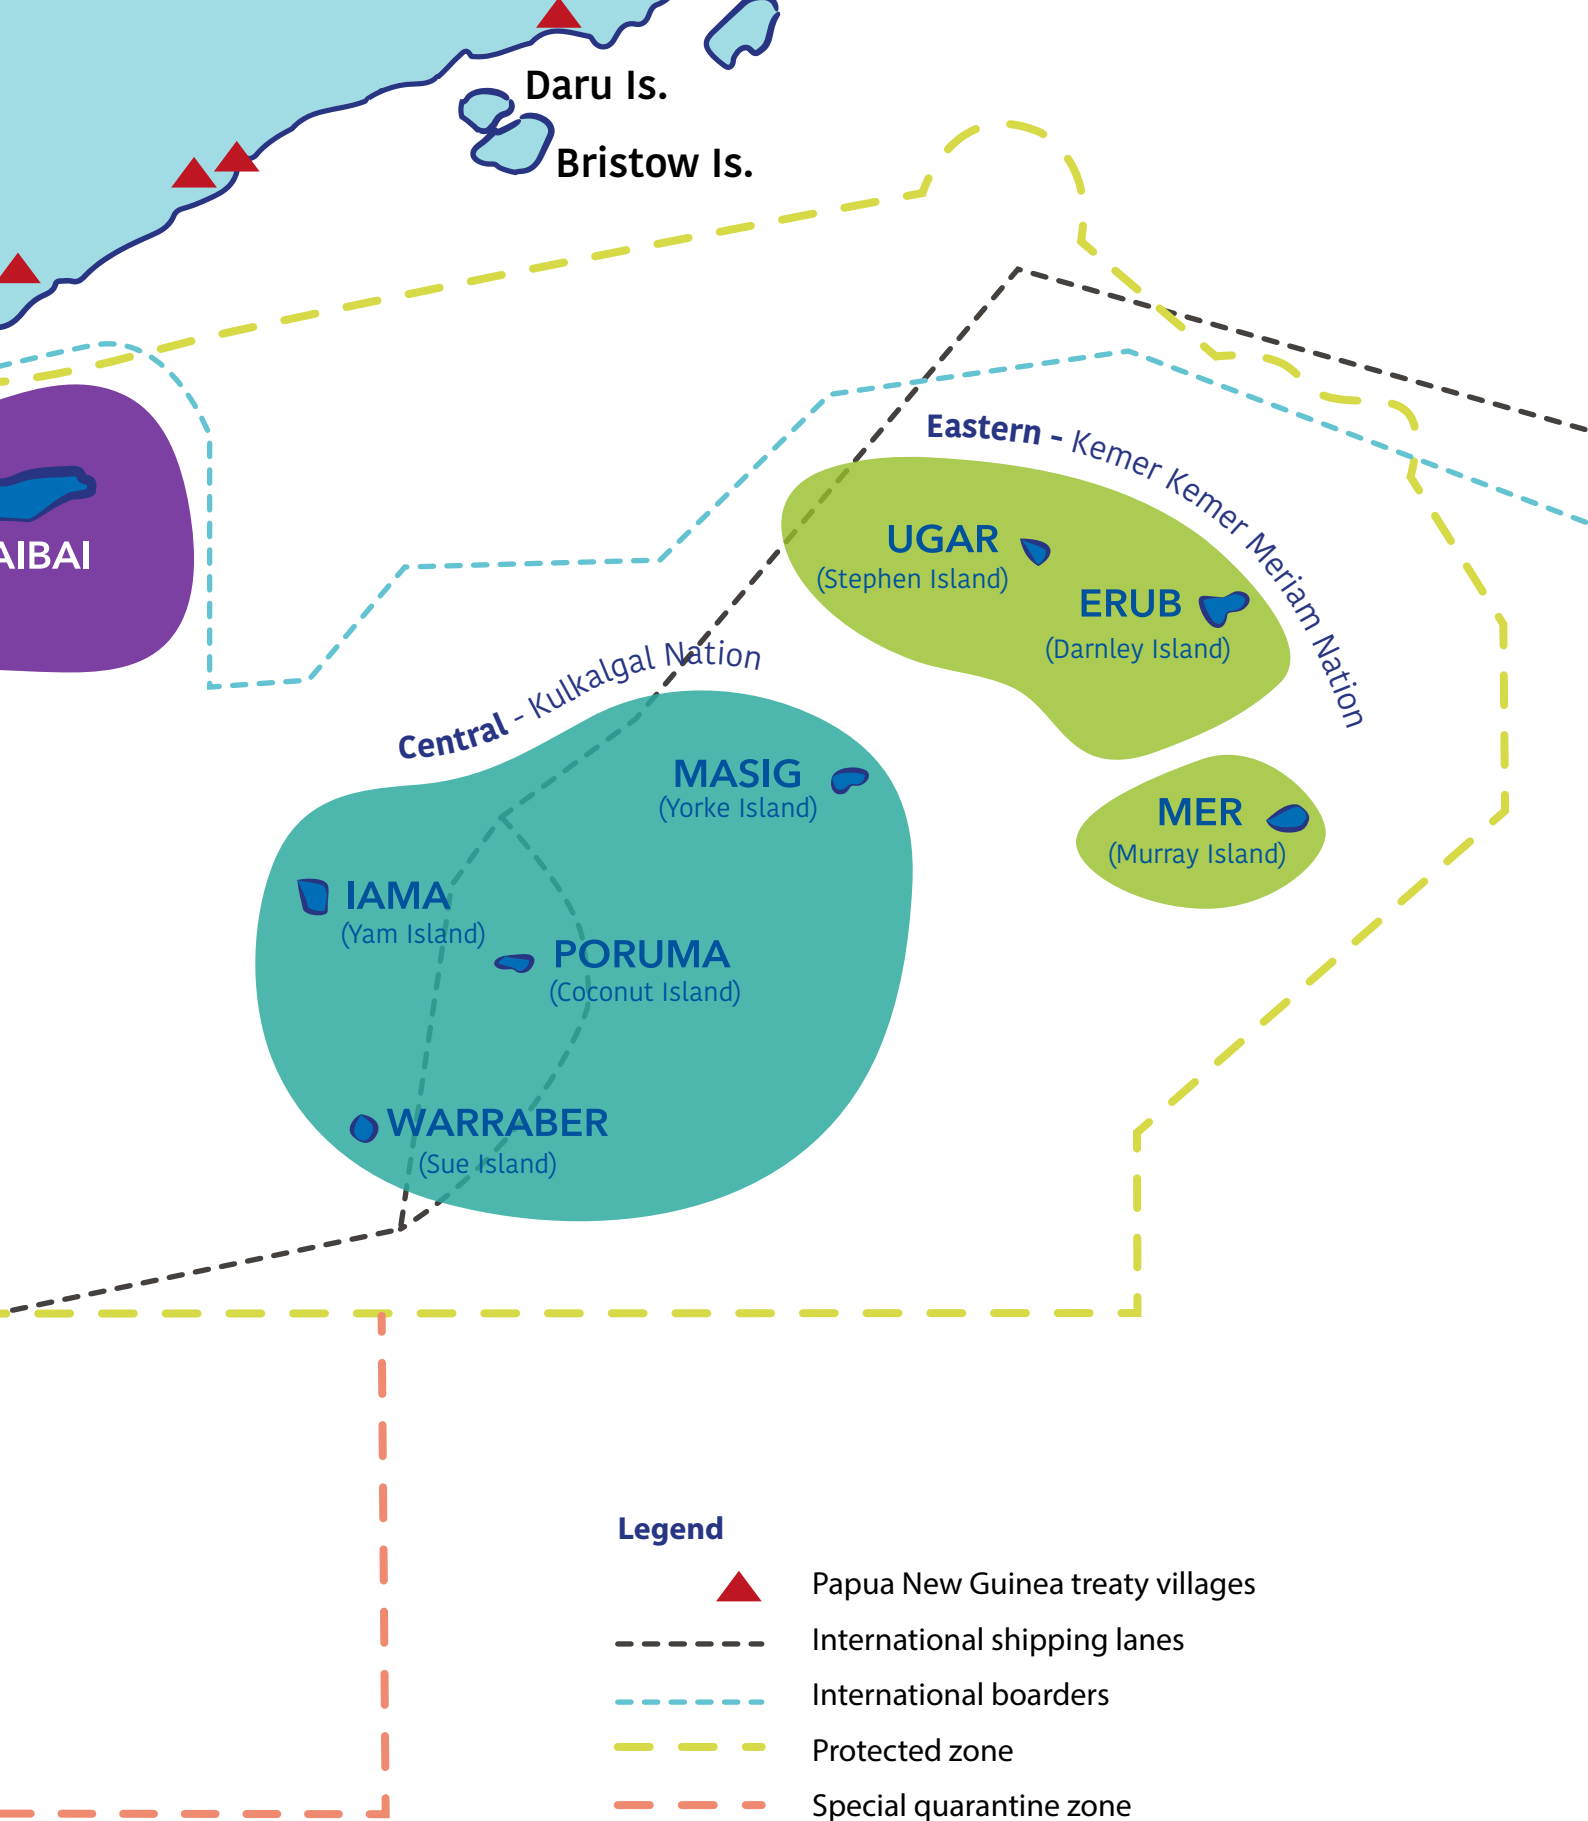 Daru Is.
Bristow Is.
AIBAI
Eastern - Kemer Kemer Meriam Nation
UGAR
(Stephen Island)
ERUB
(Darnley Island)
Central - Kulkalgal Nation
MASIG
(Yorke Island)
MER
(Murray Island)
IAMA
(Yam Island)
PORUMA
(Coconut Island)
WARRABER
(Sue Island)
Legend
Papua New Guinea treaty villages
International shipping lanes
International boarders
Protected zone
Special quarantine zone